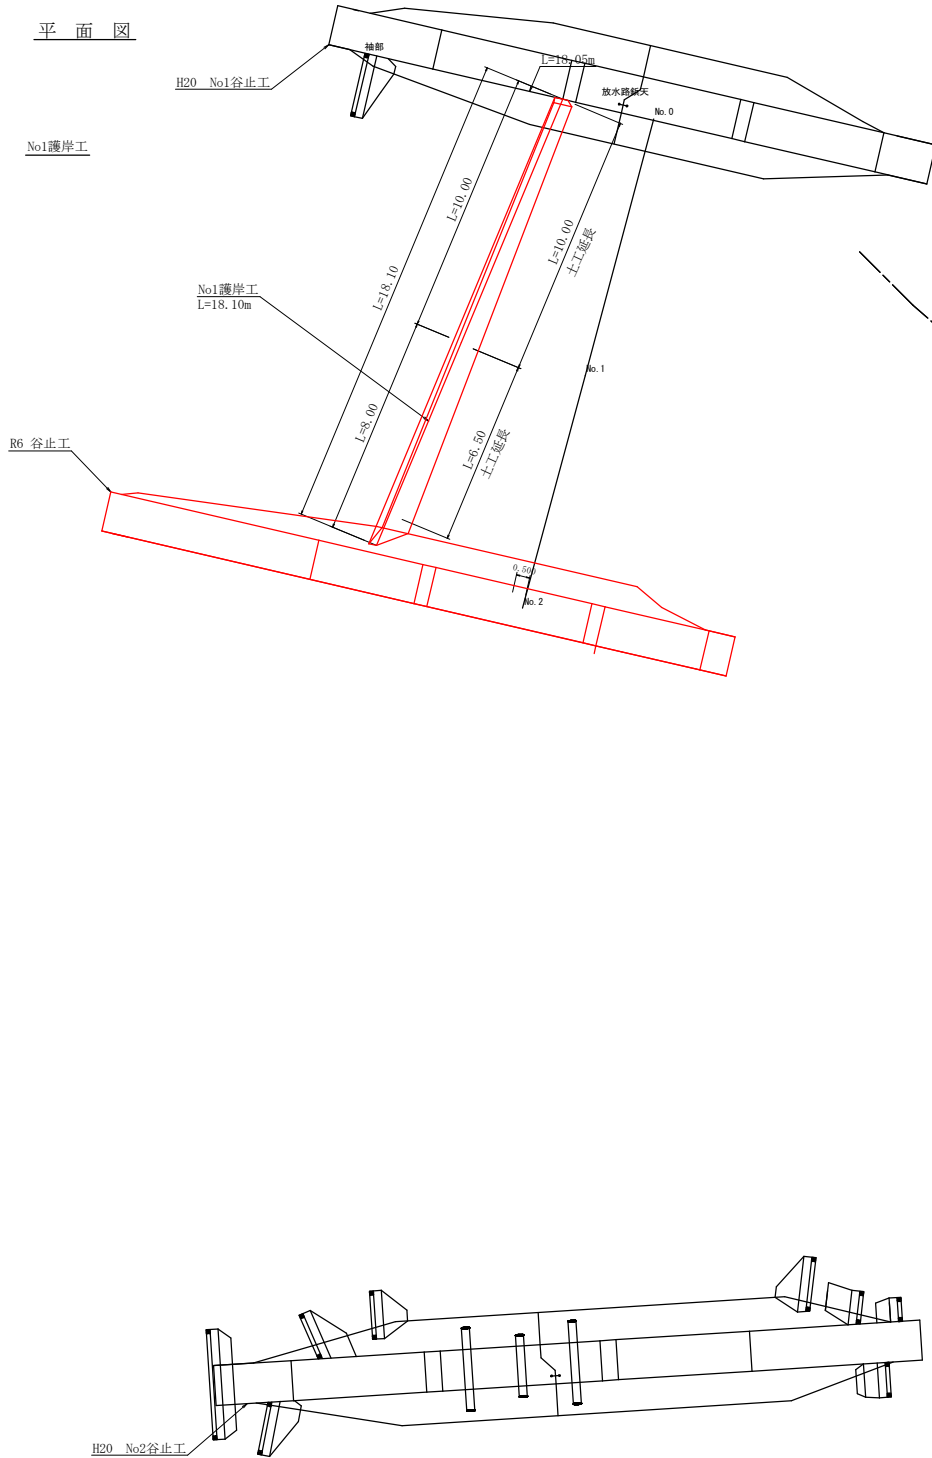 平 面 図
袖部
L=18.05m
H20 No1谷止工
放水路鋲天
No.0
No1護岸工
L=10.00
L=10.00
土工延長
L=18.10
No1護岸工
L=18.10m
No.1
L=8.00
L=6.50
土工延長
R6 谷止工
0.500
No.2
H20 No2谷止工